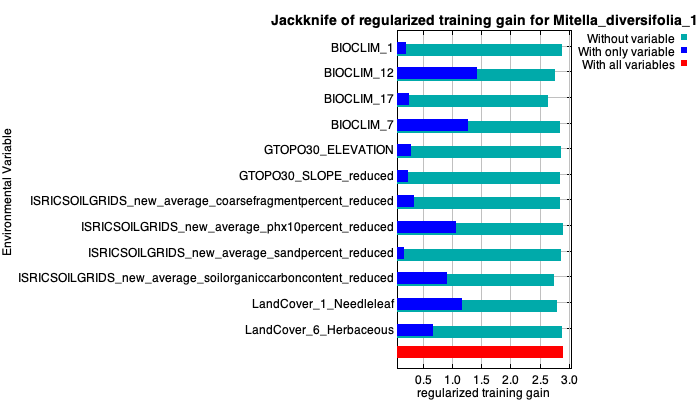 Jackknife of regularized training gain for Mitella_diversifolia_1
Without variable
With only variable
With all variables
Environmental Variable
BIOCLIM_1
BIOCLIM_12
BIOCLIM_17
BIOCLIM_7
GTOPO30_ELEVATION
GTOPO30_SLOPE_reduced
ISRICSOILGRIDS_new_average_coarsefragmentpercent_reduced
ISRICSOILGRIDS_new_average_phx10percent_reduced
ISRICSOILGRIDS_new_average_sandpercent_reduced
ISRICSOILGRIDS_new_average_soilorganiccarboncontent_reduced
LandCover_1_Needleleaf
LandCover_6_Herbaceous
0.5 1.0 1.5 2.0 2.5 3.0
regularized training gain